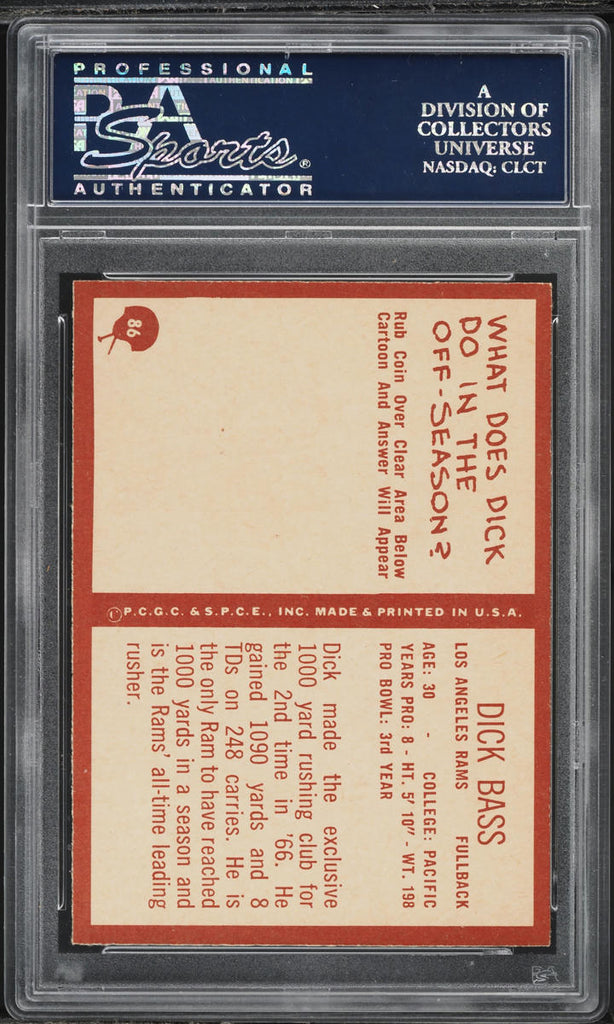 PROFESSIONAL
PSA
Sports®
AUTHENTICATOR
A
DIVISION OF
COLLECTORS
UNIVERSE
NASDAQ: CLCT
86
WHAT DOES DICK
DO IN THE
OFF-SEASON?
Rub Coin Over Clear Area Below
Cartoon And Answer Will Appear
P.C.G.C. & S.P.C.E., INC. MADE & PRINTED IN U.S.A.
DICK BASS
LOS ANGELES RAMS FULLBACK
AGE: 30 - COLLEGE: PACIFIC
YEARS PRO: 8 - HT. 5' 10" - WT. 198
PRO BOWL: 3rd YEAR
Dick made the exclusive
1000 yard rushing club for
the 2nd time in '66. He
gained 1090 yards and 8
TDs on 248 carries. He is
the only Ram to have reached
1000 yards in a season and
is the Rams' all-time leading
rusher.